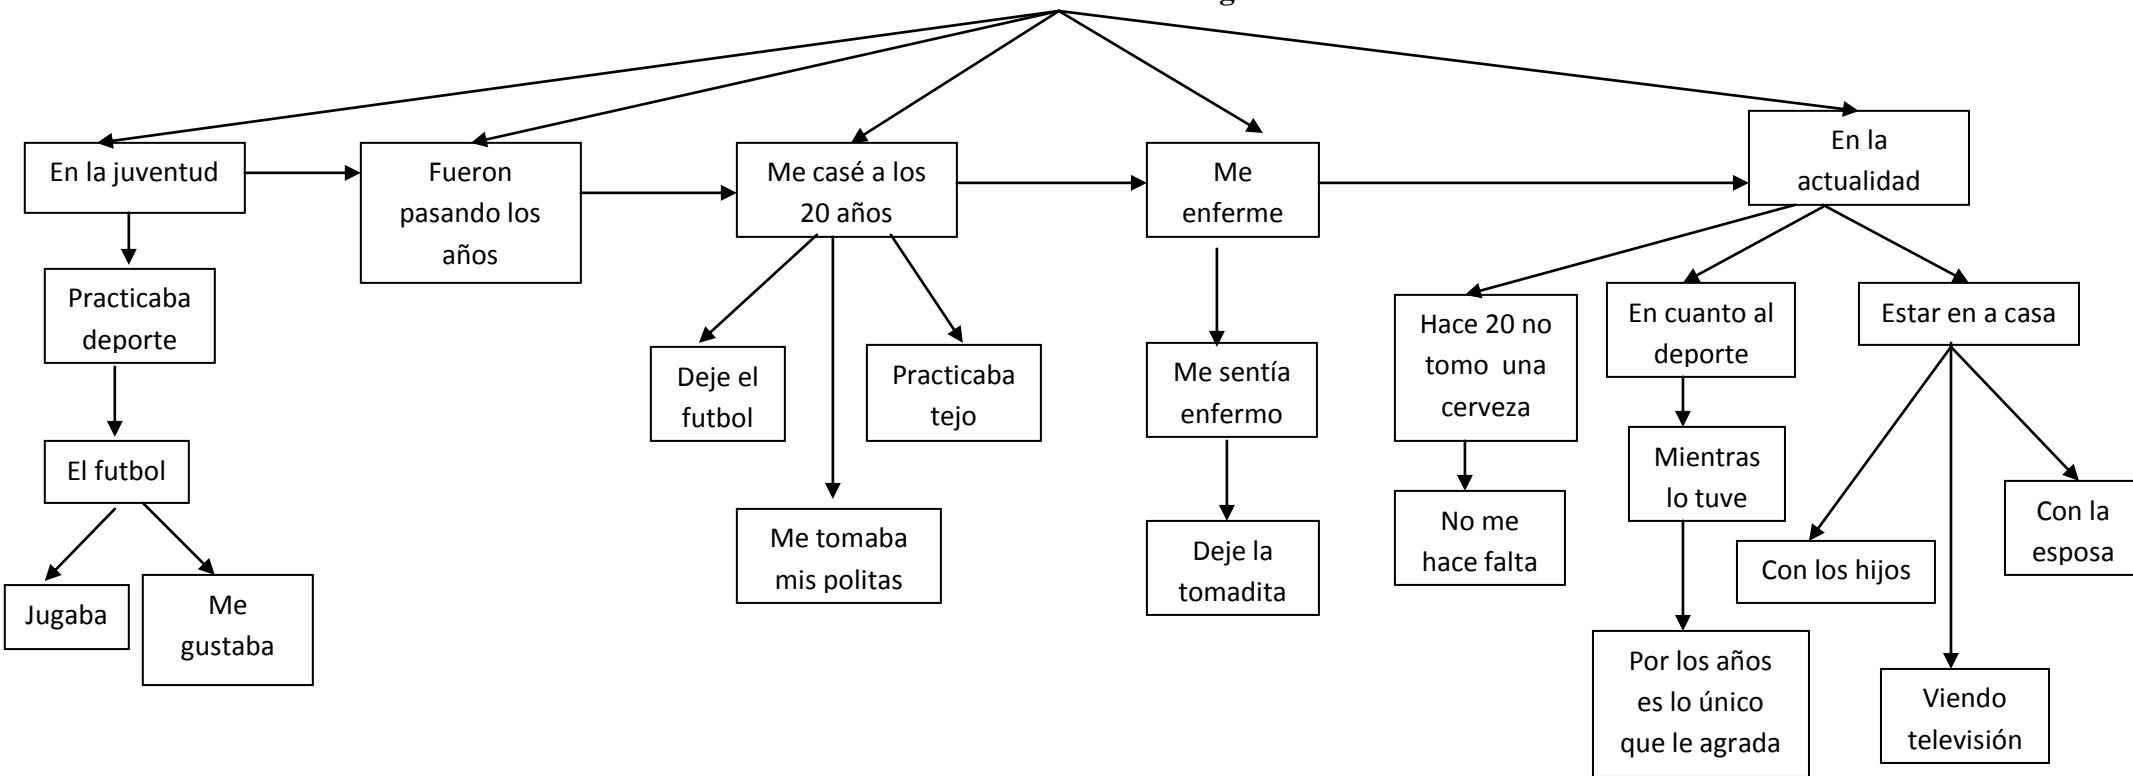 En la juventud
Fueron
pasando los
años
Me casé a los
20 años
Me
enferme
En la
actualidad
Practicaba
deporte
El futbol
Jugaba
Me
gustaba
Deje el
futbol
Me tomaba
mis politas
Practicaba
tejo
Me sentía
enfermo
Deje la
tomadita
Hace 20 no
tomo una
cerveza
No me
hace falta
En cuanto al
deporte
Mientras
lo tuve
Por los años
es lo único
que le agrada
Estar en a casa
Con los hijos
Viendo
televisión
Con la
esposa